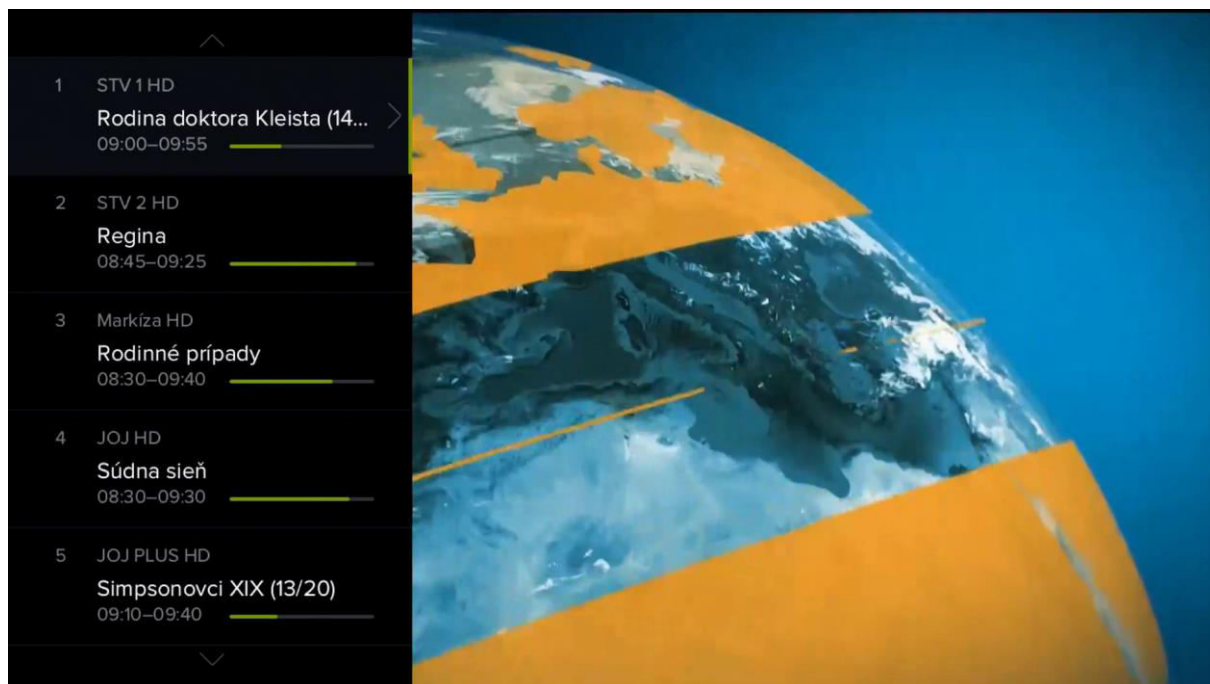 1 STV 1 HD
Rodina doktora Kleista (14...
09:00–09:55
2 STV 2 HD
Regina
08:45–09:25
3 Markíza HD
Rodinné prípady
08:30–09:40
4 JOJ HD
Súdna sieň
08:30–09:30
5 JOJ PLUS HD
Simpsonovci XIX (13/20)
09:10–09:40